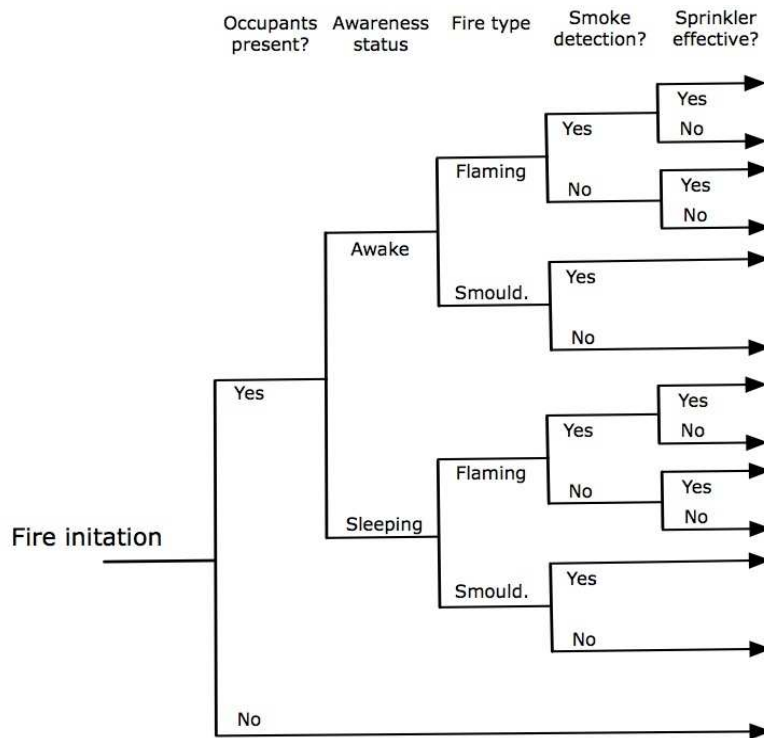 Occupants present?
Awareness status
Fire type
Smoke detection?
Sprinkler effective?
Yes
No
Yes
Flaming
No
Yes
No
Awake
Smould.
Yes
No
Yes
Yes
No
Yes
Flaming
No
Yes
No
Sleeping
Fire initation
Smould.
Yes
No
No